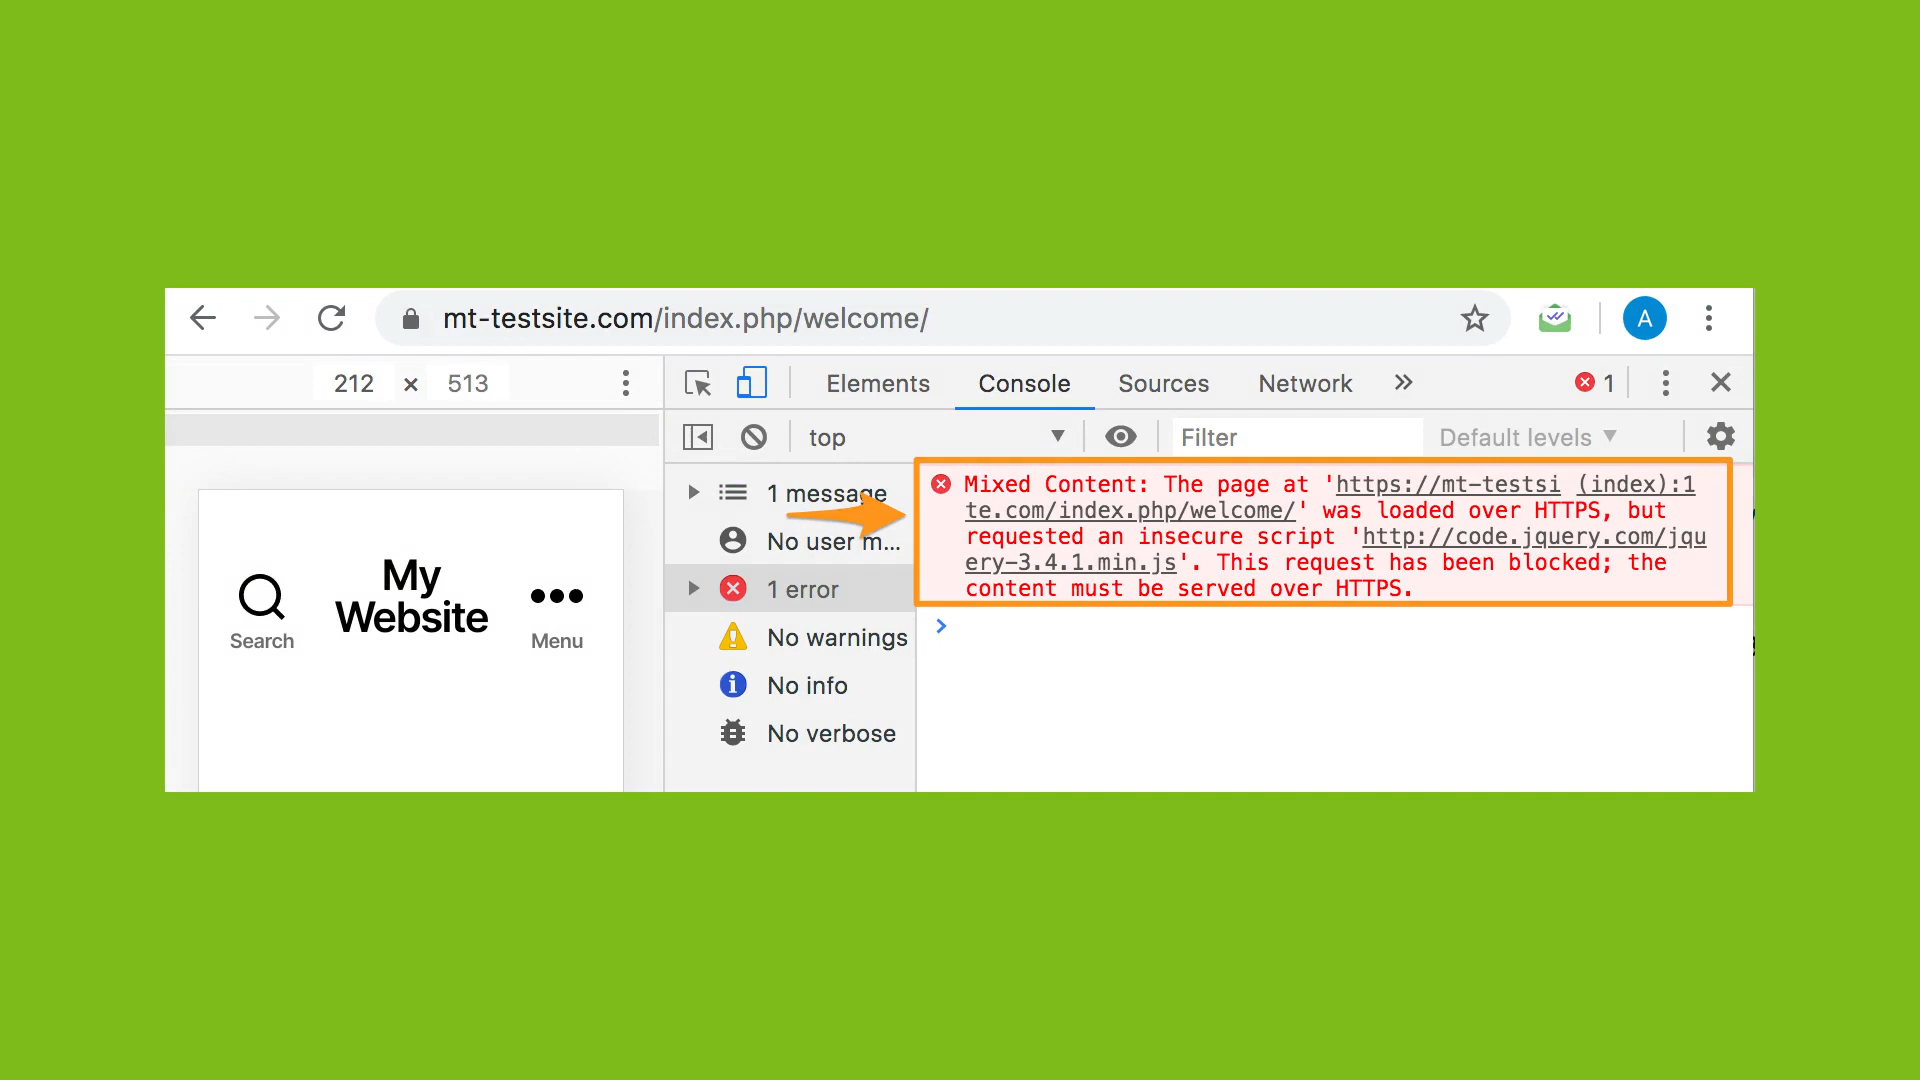 mt-testsite.com/index.php/welcome/
A
212 × 513
Elements Console Sources Network » 1
top Filter Default levels
Search
My
Website
Menu
1 message
No user m...
1 error
No warnings
No info
No verbose
Mixed Content: The page at 'https://mt-testsi (index):1
te.com/index.php/welcome/' was loaded over HTTPS, but
requested an insecure script 'http://code.jquery.com/jqu
ery-3.4.1.min.js'. This request has been blocked; the
content must be served over HTTPS.